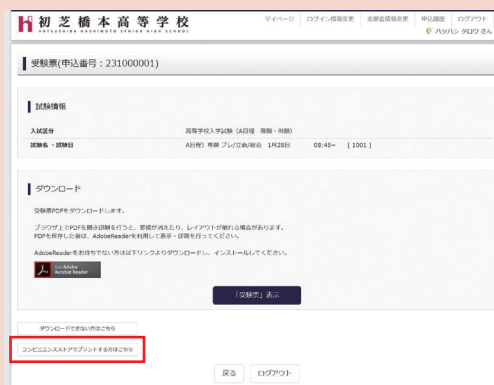 初芝橋本高等学校
HATSUSHIBA HASHIMOTO SENIOR HIGH SCHOOL
マイページ ログイン情報変更 志願者情報変更 申込履歴 ログアウト
ハツハシ タロウ さん
受験票(申込番号:231000001)
試験情報
入試区分 高等学校入学試験(A日程 専願・併願)
試験名・試験日 A日程)専願 プレ/立命/総合 1月28日 08:45~ [ 1001 ]
ダウンロード
受験票PDFをダウンロードします。
ブラウザ上でPDFを開き印刷を行うと、罫線が消えたり、レイアウトが崩れる場合があります。
PDFを保存した後は、AdobeReaderを利用して表示・印刷を行ってください。
AdobeReaderをお持ちでない方は以下リンクよりダウンロードし、インストールしてください。
Get Adobe
Acrobat Reader
「受験票」表示
ダウンロードできない方はこちら
コンビニエンスストアでプリントする方はこちら
戻る ログアウト